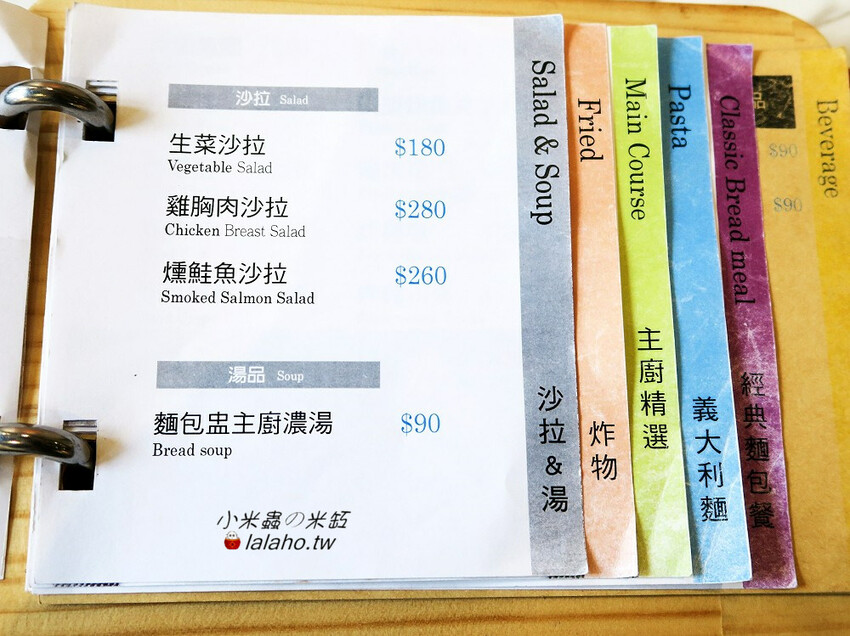 沙拉 Salad
生菜沙拉 $180
Vegetable Salad
雞胸肉沙拉 $280
Chicken Breast Salad
燻鮭魚沙拉 $260
Smoked Salmon Salad
湯品 Soup
麵包盅主廚濃湯 $90
Bread soup
小米蟲の米缸
lalaho.tw
Salad & Soup
沙拉&湯
Fried
炸物
Main Course
主廚精選
Pasta
義大利麵
Classic Bread meal
經典麵包餐
品
$90
$90
Beverage